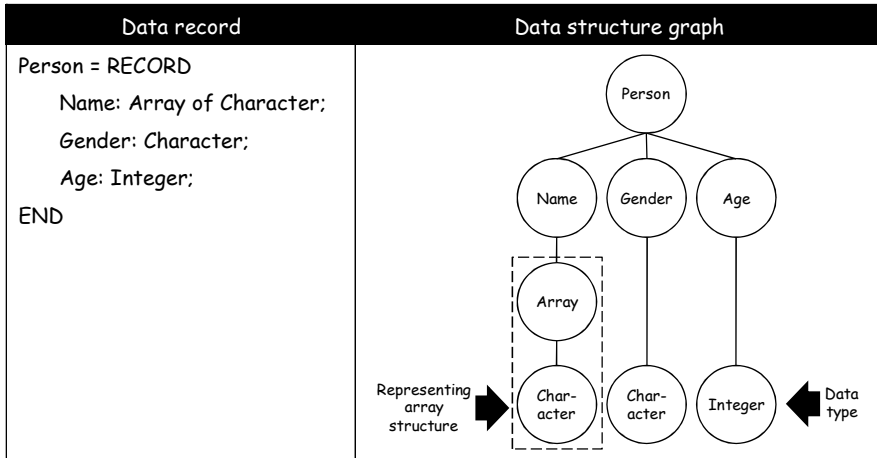 Data record
Data structure graph
Person = RECORD
Name: Array of Character;
Gender: Character;
Age: Integer;
END
Person
Name
Gender
Age
Array
Representing
array
structure
Char-
acter
Char-
acter
Integer
Data
type